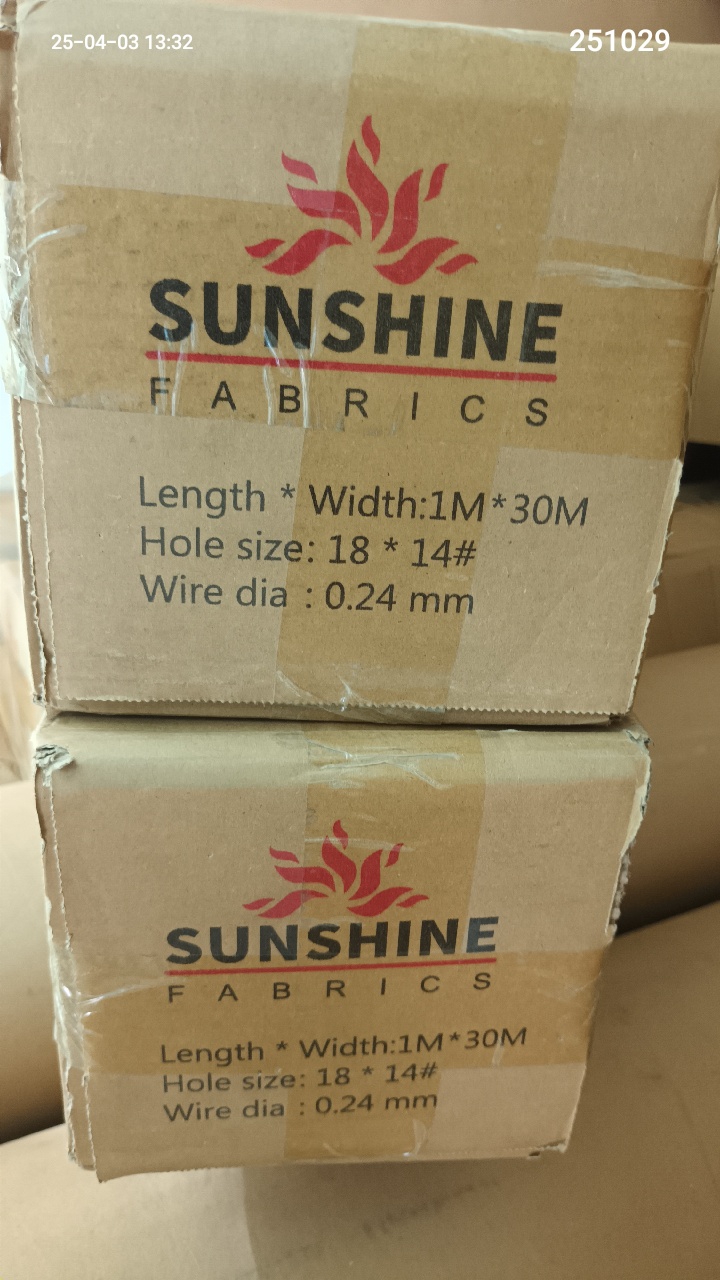 25-04-03 13:32
251029
SUNSHINE
FABRICS
Length * Width:1M*30M
Hole size: 18 * 14#
Wire dia : 0.24 mm
SUNSHINE
FABRICS
Length * Width:1M*30M
Hole size: 18 * 14#
Wire dia : 0.24 mm